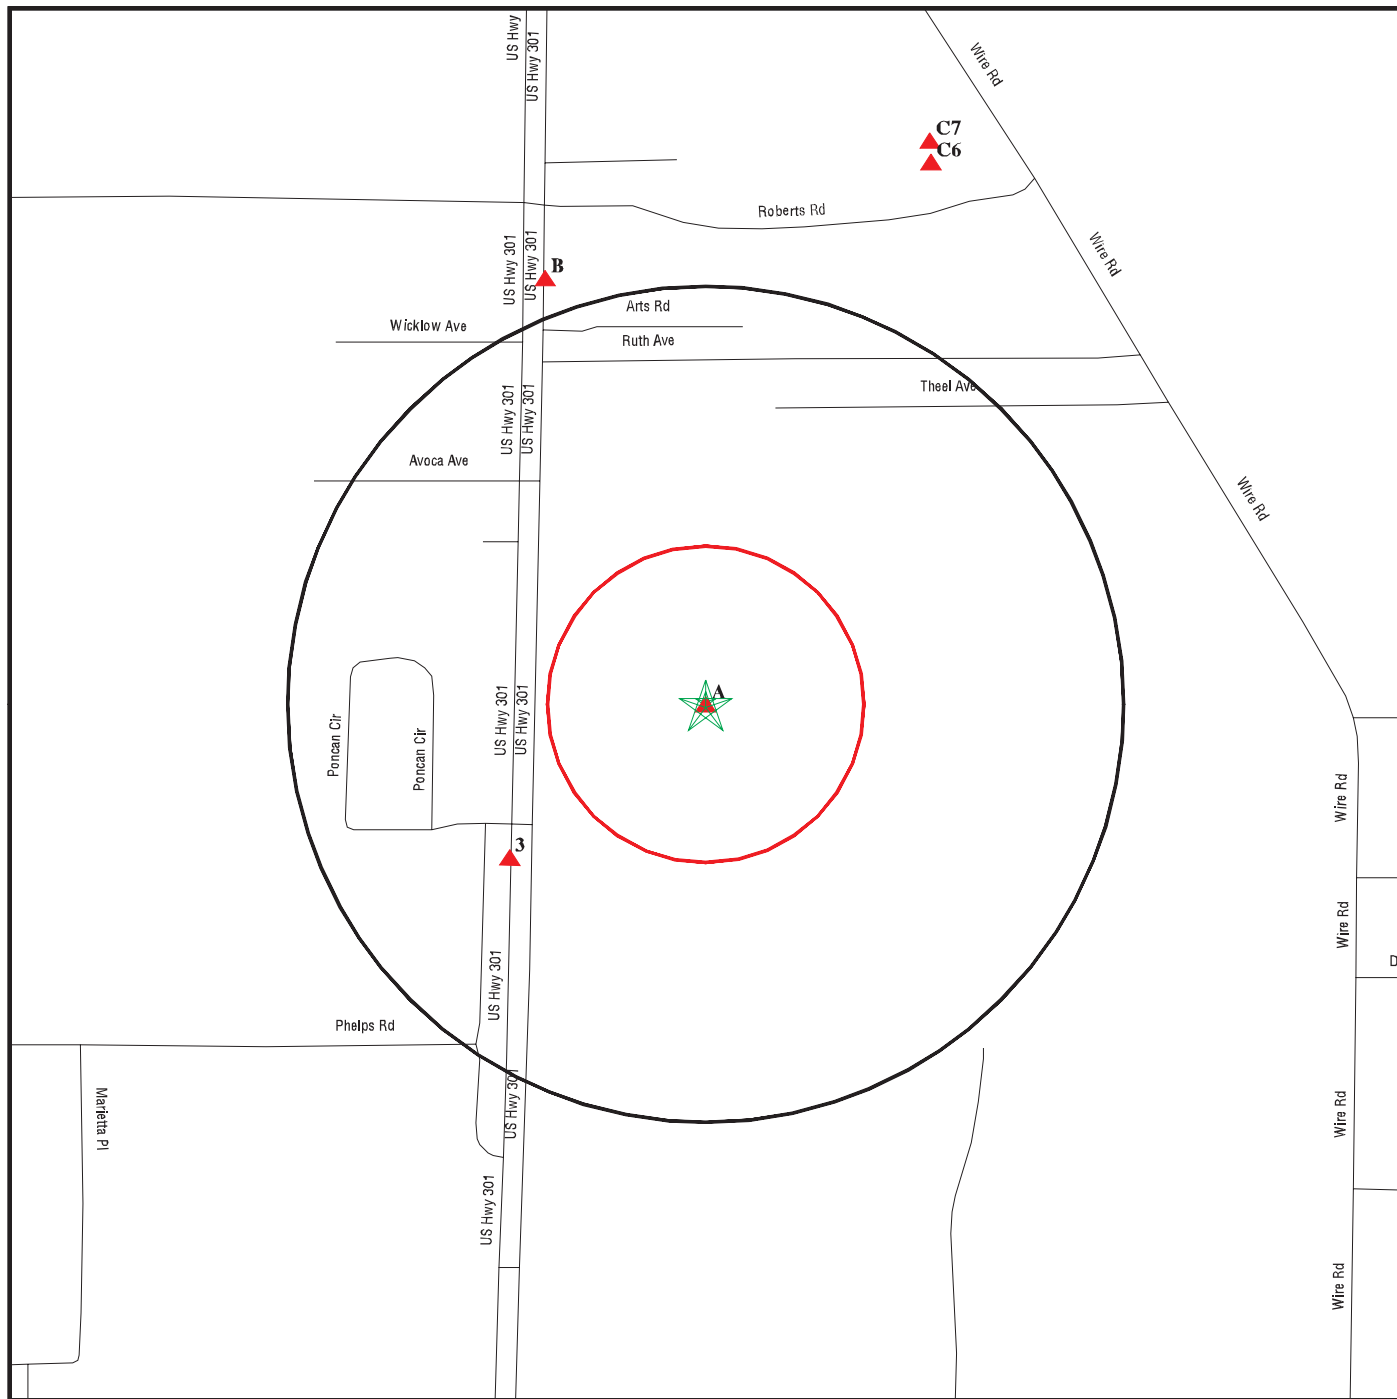 US Hwy
US Hwy 301
Wire Rd
C7
C6
Roberts Rd
US Hwy 301
US Hwy 301
B
Wire Rd
Arts Rd
Wicklow Ave
Ruth Ave
Theel Ave
US Hwy 301
US Hwy 301
Avoca Ave
Wire Rd
A
US Hwy 301
US Hwy 301
Poncan Cir
Poncan Cir
Wire Rd
3
Wire Rd
D
US Hwy 301
Phelps Rd
Marietta Pl
US Hwy 301
Wire Rd
US Hwy 301
Wire Rd